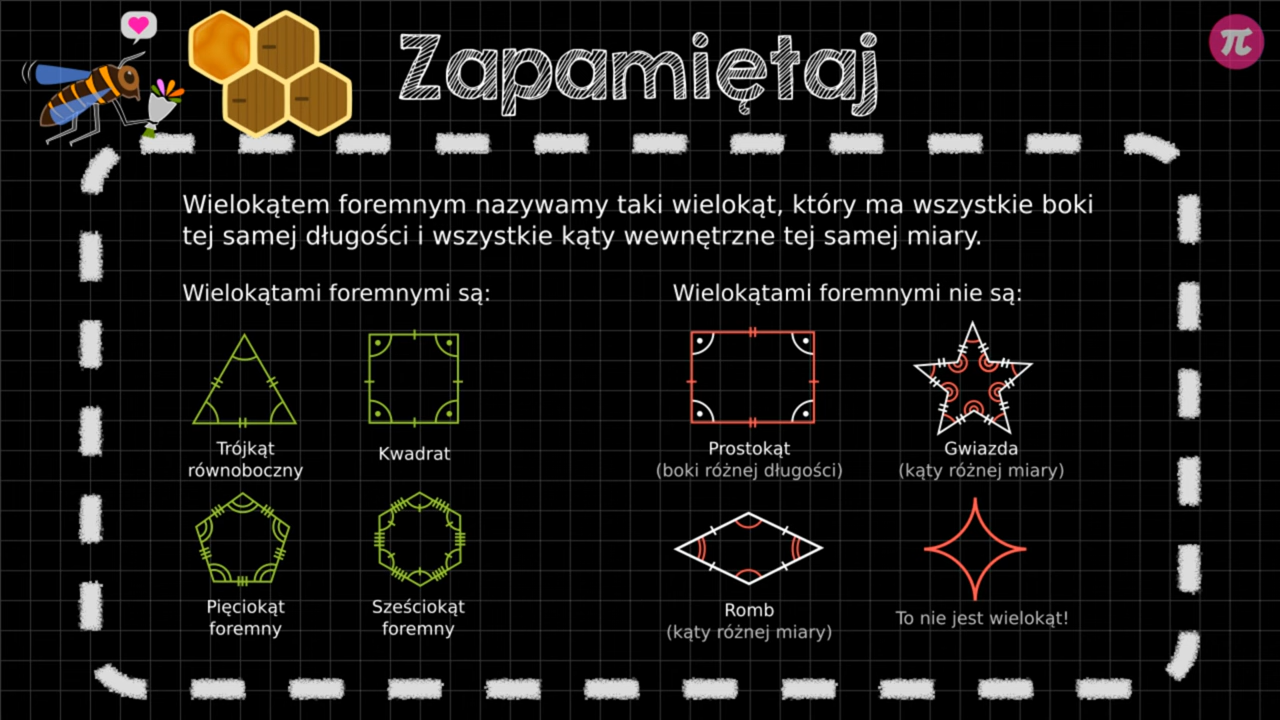 Zapamiętaj
π
Wielokątem foremnym nazywamy taki wielokąt, który ma wszystkie boki
tej samej długości i wszystkie kąty wewnętrzne tej samej miary.
Wielokątami foremnymi są:
Trójkąt
równoboczny
Kwadrat
Pięciokąt
foremny
Sześciokąt
foremny
Wielokątami foremnymi nie są:
Prostokąt
(boki różnej długości)
Gwiazda
(kąty różnej miary)
Romb
(kąty różnej miary)
To nie jest wielokąt!